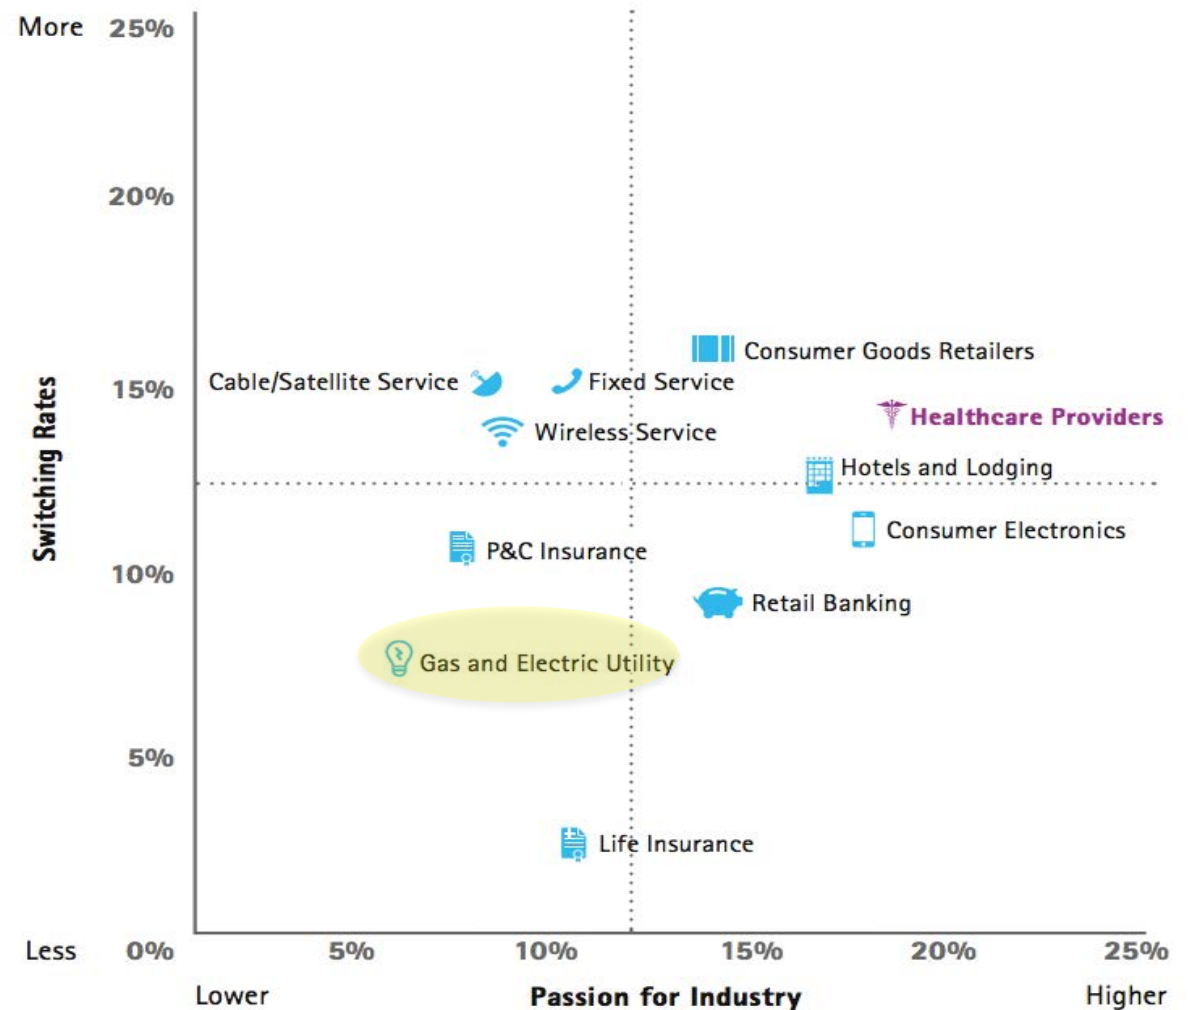 More 25%
20%
Consumer Goods Retailers
Cable/Satellite Service Fixed Service
15%
Healthcare Providers
Wireless Service
Hotels and Lodging
Switching Rates
Consumer Electronics
P&C Insurance
10%
Retail Banking
Gas and Electric Utility
5%
Life Insurance
Less 0% 5% 10% 15% 20% 25%
Lower Passion for Industry Higher